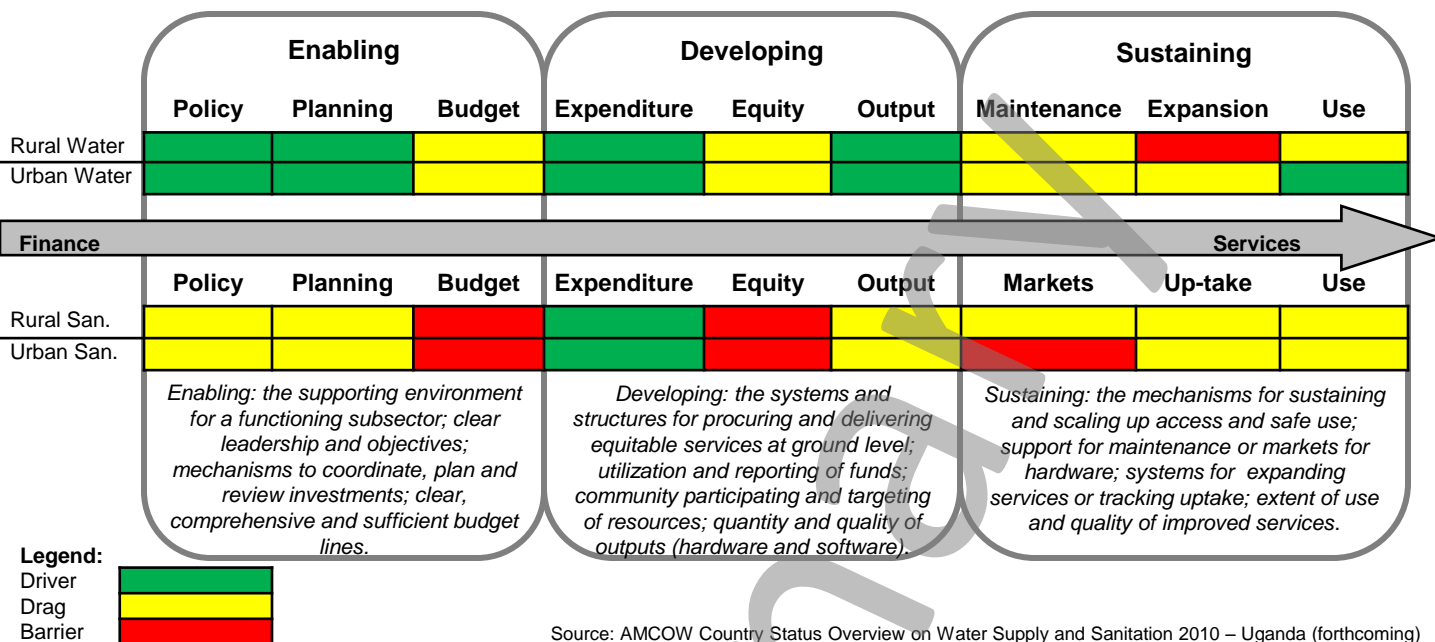 Enabling Developing Sustaining
Policy Planning Budget Expenditure Equity Output Maintenance Expansion Use
Rural Water
Urban Water
Finance Services
Policy Planning Budget Expenditure Equity Output Markets Up-take Use
Rural San.
Urban San.
Enabling: the supporting environment
for a functioning subsector; clear
leadership and objectives;
mechanisms to coordinate, plan and
review investments; clear,
comprehensive and sufficient budget
lines.
Developing: the systems and
structures for procuring and delivering
equitable services at ground level;
utilization and reporting of funds;
community participating and targeting
of resources; quantity and quality of
outputs (hardware and software).
Sustaining: the mechanisms for sustaining
and scaling up access and safe use;
support for maintenance or markets for
hardware; systems for expanding
services or tracking uptake; extent of use
and quality of improved services.
Legend:
Driver
Drag
Barrier
Source: AMCOW Country Status Overview on Water Supply and Sanitation 2010 – Uganda (forthcoming)